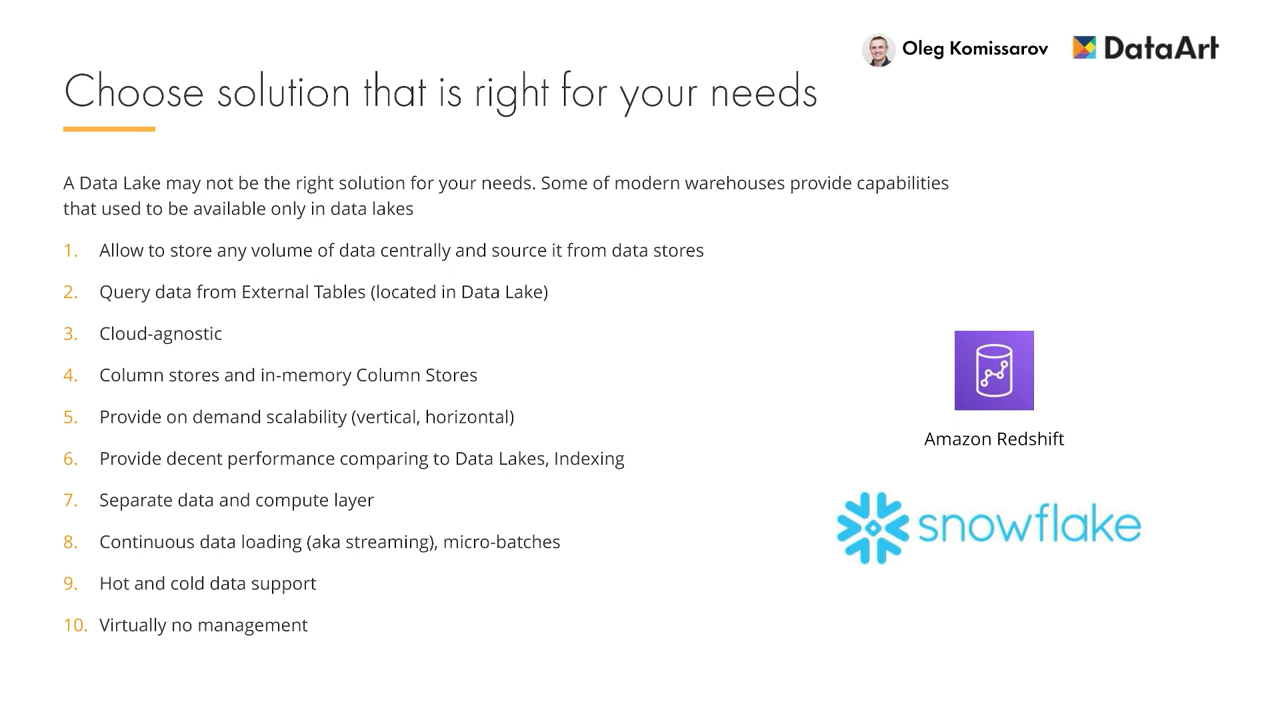 Oleg Komissarov
DataArt
Choose solution that is right for your needs
A Data Lake may not be the right solution for your needs. Some of modern warehouses provide capabilities
that used to be available only in data lakes
1. Allow to store any volume of data centrally and source it from data stores
2. Query data from External Tables (located in Data Lake)
3. Cloud-agnostic
4. Column stores and in-memory Column Stores
5. Provide on demand scalability (vertical, horizontal)
6. Provide decent performance comparing to Data Lakes, Indexing
7. Separate data and compute layer
8. Continuous data loading (aka streaming), micro-batches
9. Hot and cold data support
10. Virtually no management
Amazon Redshift
snowflake